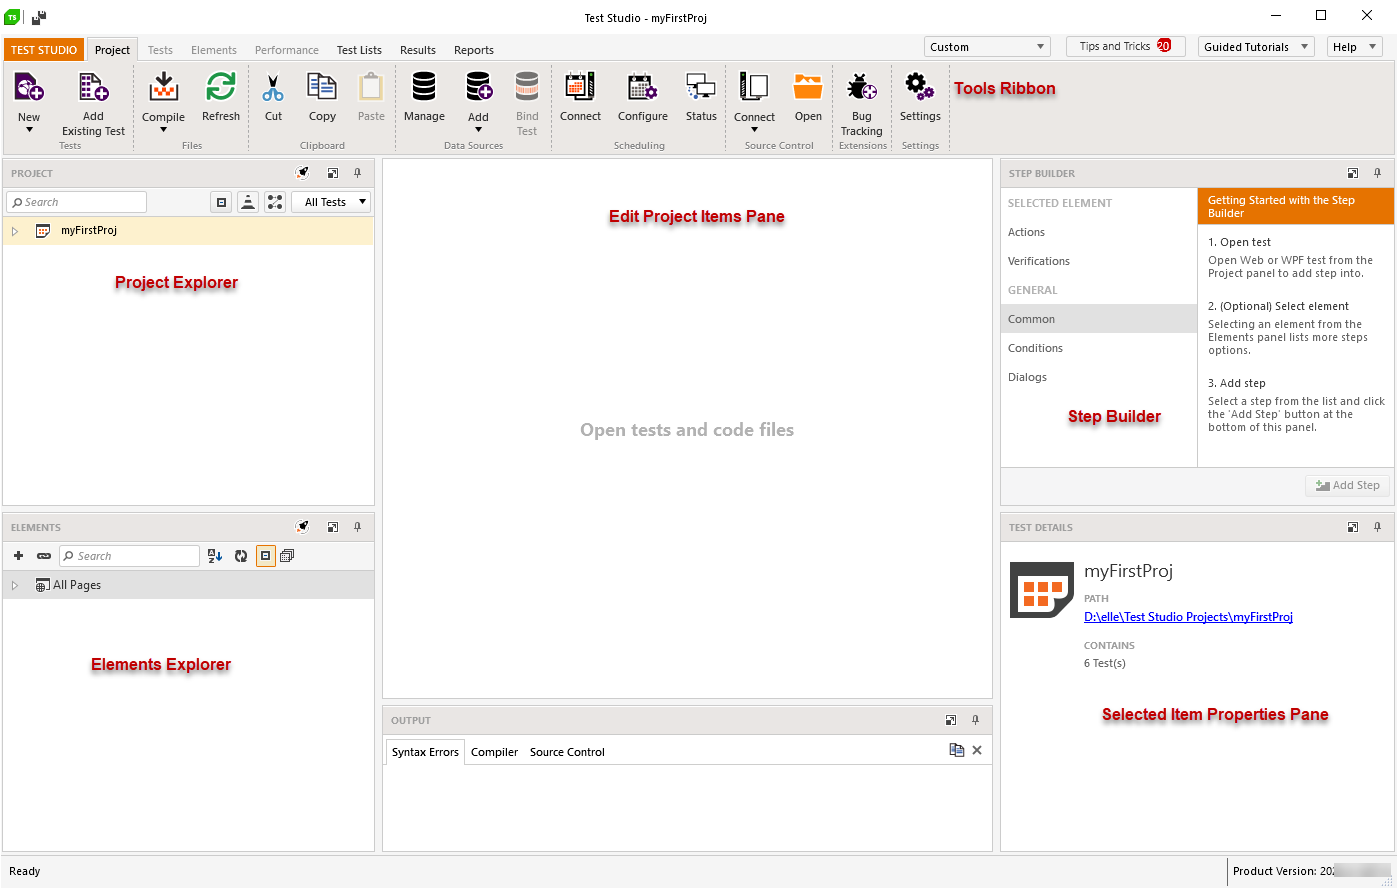 TS
Test Studio - myFirstProj
TEST STUDIO
Project
Tests
Elements
Performance
Test Lists
Results
Reports
Custom
Tips and Tricks 20
Guided Tutorials
Help
New
Add
Existing Test
Tests
Compile
Refresh
Files
Cut
Copy
Paste
Clipboard
Manage
Add
Bind
Test
Data Sources
Connect
Configure
Status
Scheduling
Connect
Open
Source Control
Bug
Tracking
Extensions
Settings
Settings
Tools Ribbon
PROJECT
Search
All Tests
myFirstProj
Project Explorer
ELEMENTS
Search
All Pages
Elements Explorer
Edit Project Items Pane
Open tests and code files
OUTPUT
Syntax Errors
Compiler
Source Control
STEP BUILDER
SELECTED ELEMENT
Actions
Verifications
GENERAL
Common
Conditions
Dialogs
Step Builder
Getting Started with the Step
Builder
1. Open test
Open Web or WPF test from the
Project panel to add step into.
2. (Optional) Select element
Selecting an element from the
Elements panel lists more steps
options.
3. Add step
Select a step from the list and click
the 'Add Step' button at the
bottom of this panel.
Add Step
TEST DETAILS
myFirstProj
PATH
D:\elle\Test Studio Projects\myFirstProj
CONTAINS
6 Test(s)
Selected Item Properties Pane
Ready
Product Version: